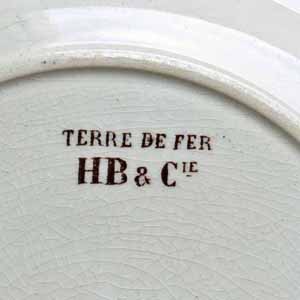 TERRE DE FER
HB & CIE